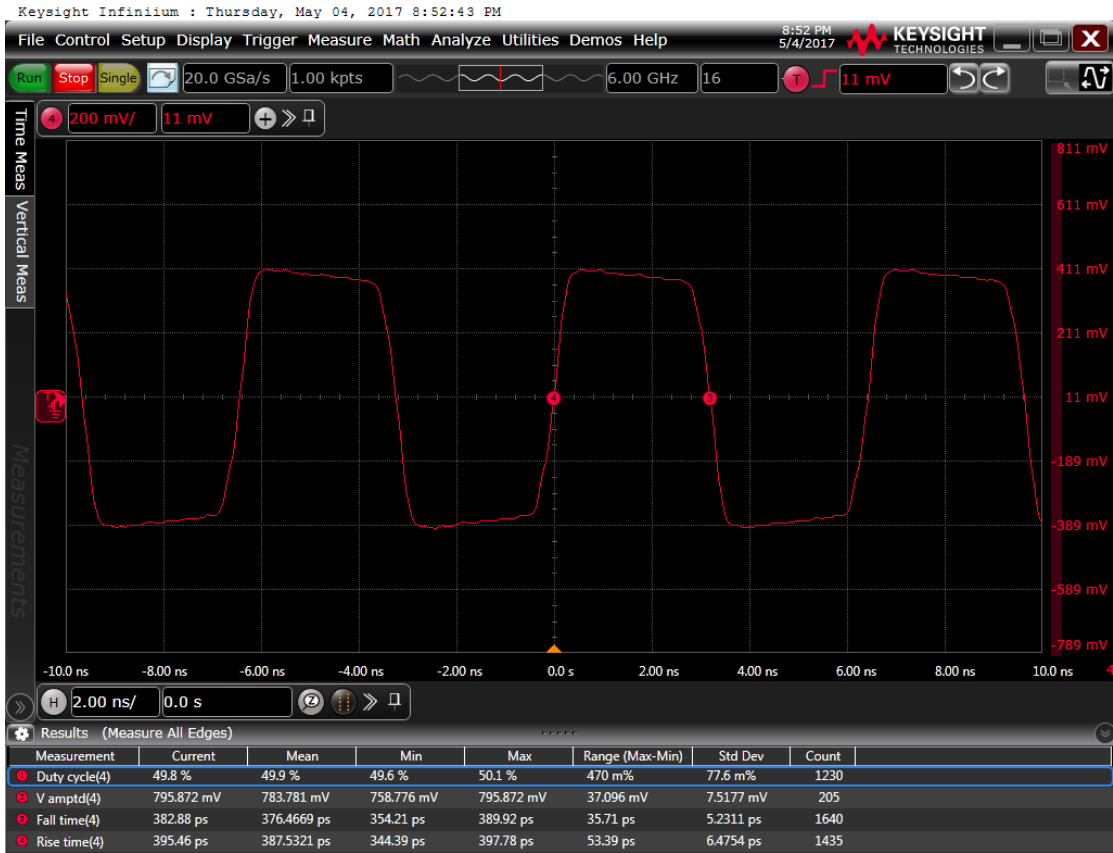 Keysight Infiniium : Thursday, May 04, 2017 8:52:43 PM
File Control Setup Display Trigger Measure Math Analyze Utilities Demos Help
8:52 PM
5/4/2017
KEYSIGHT
TECHNOLOGIES
Run Stop Single 20.0 GSa/s 1.00 kpts 6.00 GHz 16 T 11 mV
4 200 mV/ 11 mV
Time Meas
Vertical Meas
Measurements
811 mV
611 mV
411 mV
211 mV
T 4 3 11 mV
-189 mV
-389 mV
-589 mV
-789 mV
-10.0 ns -8.00 ns -6.00 ns -4.00 ns -2.00 ns 0.0 s 2.00 ns 4.00 ns 6.00 ns 8.00 ns 10.0 ns
H 2.00 ns/ 0.0 s Z
Results (Measure All Edges)
Measurement Current Mean Min Max Range (Max-Min) Std Dev Count
1 Duty cycle(4) 49.8 % 49.9 % 49.6 % 50.1 % 470 m% 77.6 m% 1230
2 V amptd(4) 795.872 mV 783.781 mV 758.776 mV 795.872 mV 37.096 mV 7.5177 mV 205
3 Fall time(4) 382.88 ps 376.4669 ps 354.21 ps 389.92 ps 35.71 ps 5.2311 ps 1640
4 Rise time(4) 395.46 ps 387.5321 ps 344.39 ps 397.78 ps 53.39 ps 6.4754 ps 1435